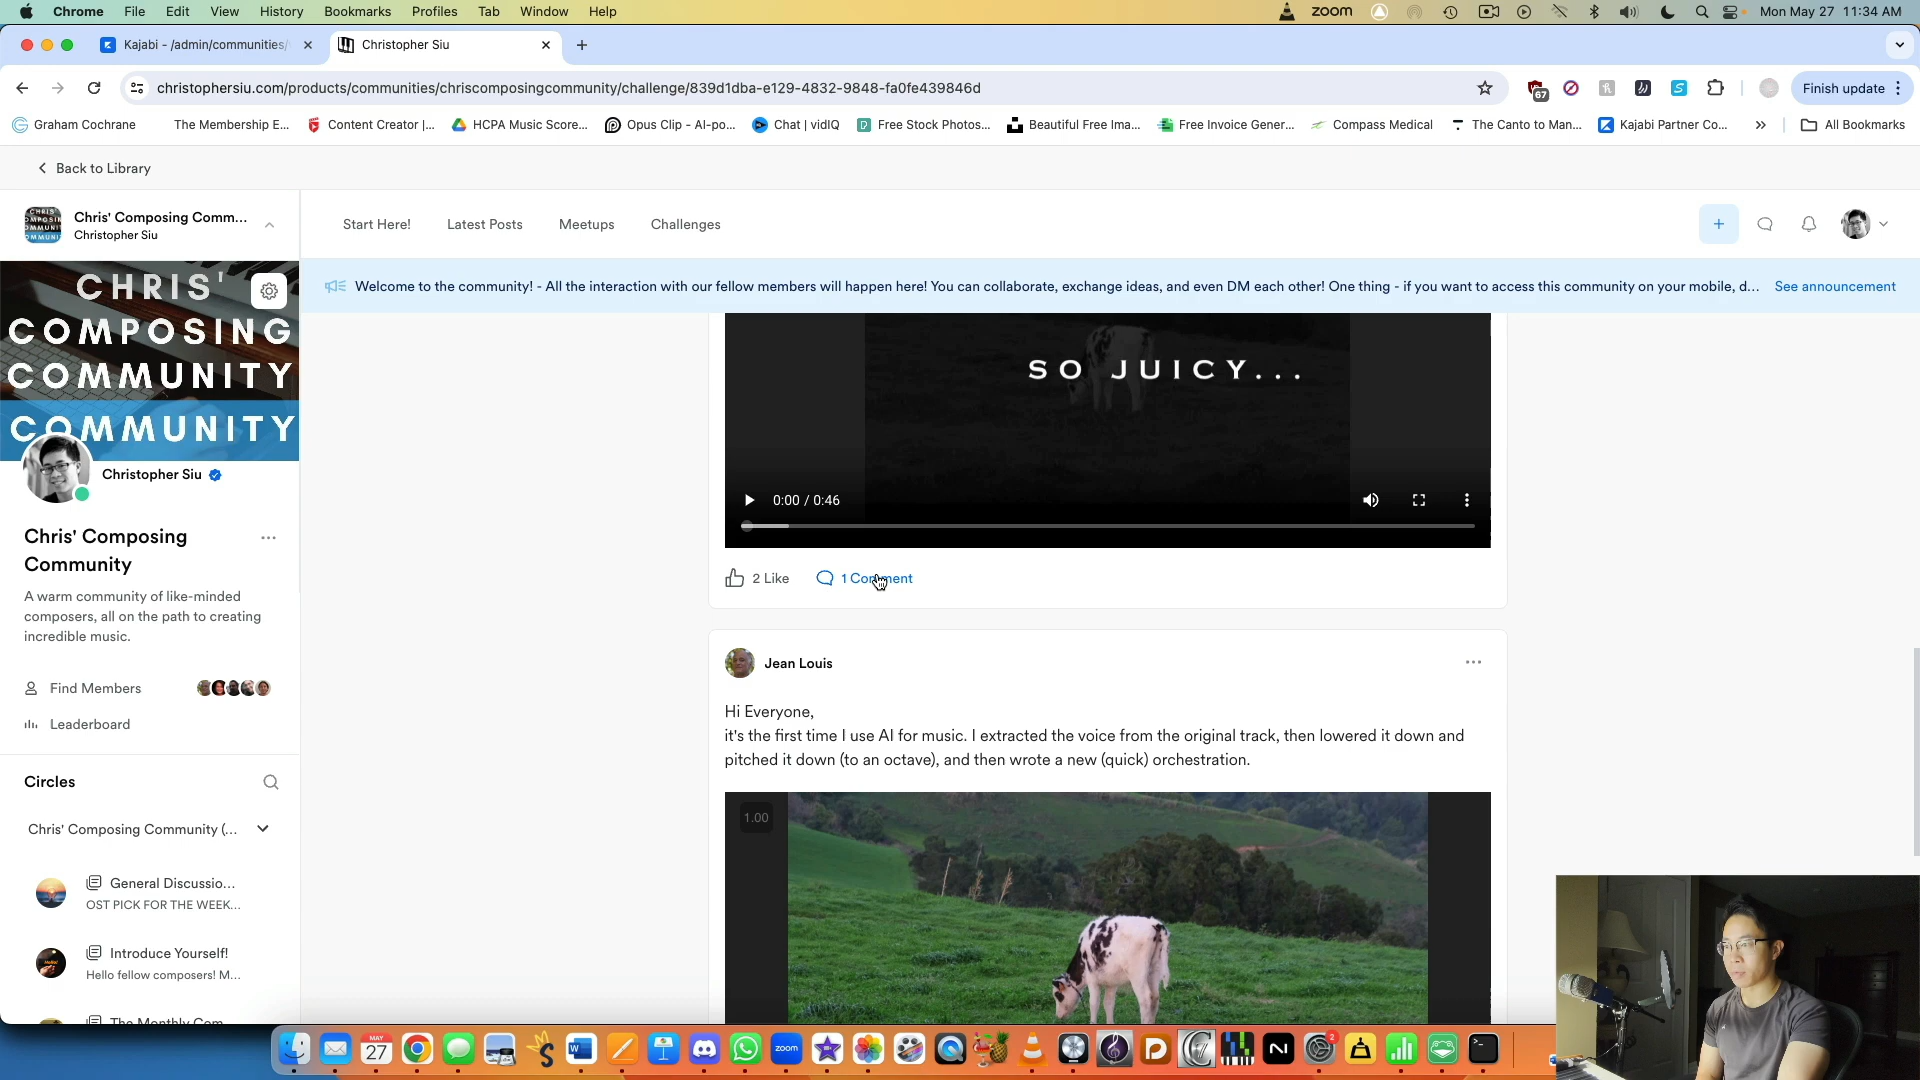 Chrome File Edit View History Bookmarks Profiles Tab Window Help zoom Mon May 27 11:34 AM
Kajabi - /admin/communities/
Christopher Siu
christophersiu.com/products/communities/chriscomposingcommunity/challenge/839d1dba-e129-4832-9848-fa0fe439846d
67
Finish update
Graham Cochrane The Membership E... Content Creator |... HCPA Music Score... Opus Clip - AI-po... Chat | vidIQ Free Stock Photos... Beautiful Free Ima... Free Invoice Gener... Compass Medical The Canto to Man... Kajabi Partner Co... All Bookmarks
Back to Library
Chris' Composing Comm...
Christopher Siu
Start Here! Latest Posts Meetups Challenges
Welcome to the community! - All the interaction with our fellow members will happen here! You can collaborate, exchange ideas, and even DM each other! One thing - if you want to access this community on your mobile, d... See announcement
CHRIS'
COMPOSING
COMMUNITY
COMMUNITY
Christopher Siu
Chris' Composing
Community
A warm community of like-minded
composers, all on the path to creating
incredible music.
Find Members
Leaderboard
Circles
Chris' Composing Community (...
General Discussio...
OST PICK FOR THE WEEK...
Introduce Yourself!
Hello fellow composers! M...
The Monthly Com
SO JUICY...
0:00 / 0:46
2 Like 1 Comment
Jean Louis
Hi Everyone,
it's the first time I use AI for music. I extracted the voice from the original track, then lowered it down and
pitched it down (to an octave), and then wrote a new (quick) orchestration.
1.00
MAY
27
zoom
2